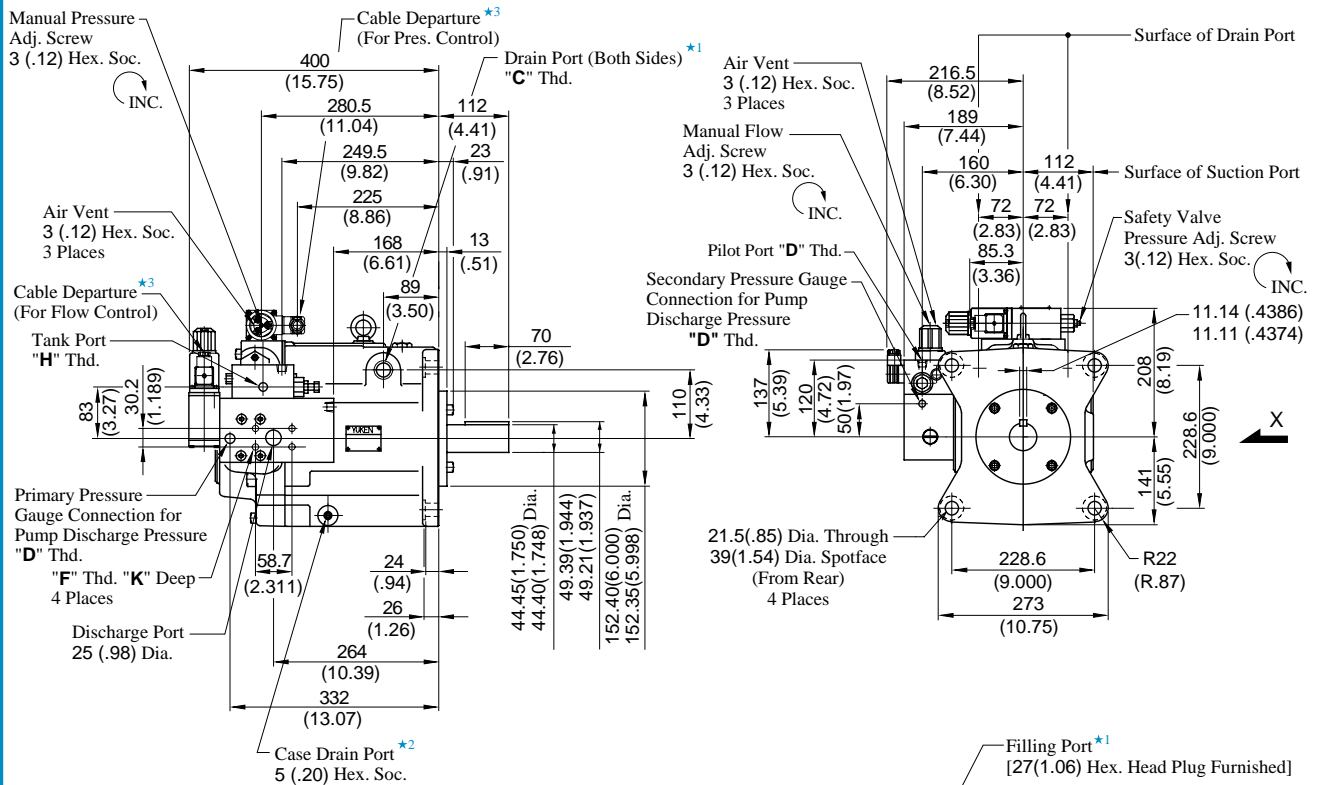 Manual Pressure
Adj. Screw
3 (.12) Hex. Soc.
INC.
Cable Departure ★3
(For Pres. Control)
Drain Port (Both Sides) ★1
"C" Thd.
400
(15.75)
280.5
(11.04)
112
(4.41)
249.5
(9.82)
23
(.91)
225
(8.86)
168
(6.61)
13
(.51)
89
(3.50)
70
(2.76)
Air Vent
3 (.12) Hex. Soc.
3 Places
Cable Departure ★3
(For Flow Control)
Tank Port
"H" Thd.
83
(3.27)
30.2
(1.189)
YUKEN
110
(4.33)
Primary Pressure
Gauge Connection for
Pump Discharge Pressure
"D" Thd.
"F" Thd. "K" Deep
4 Places
Discharge Port
25 (.98) Dia.
58.7
(2.311)
24
(.94)
26
(1.26)
264
(10.39)
332
(13.07)
Case Drain Port ★2
5 (.20) Hex. Soc.
44.45(1.750) Dia.
44.40(1.748)
49.39(1.944)
49.21(1.937)
152.40(6.000) Dia.
152.35(5.998)
Surface of Drain Port
Air Vent
3 (.12) Hex. Soc.
3 Places
216.5
(8.52)
189
(7.44)
Manual Flow
Adj. Screw
3 (.12) Hex. Soc.
INC.
160
(6.30)
112
(4.41)
Surface of Suction Port
72
(2.83)
72
(2.83)
85.3
(3.36)
Safety Valve
Pressure Adj. Screw
3(.12) Hex. Soc.
INC.
Pilot Port "D" Thd.
Secondary Pressure Gauge
Connection for Pump
Discharge Pressure
"D" Thd.
11.14 (.4386)
11.11 (.4374)
137
(5.39)
120
(4.72)
50(1.97)
208
(8.19)
228.6
(9.000)
X
141
(5.55)
21.5(.85) Dia. Through
39(1.54) Dia. Spotface
(From Rear)
4 Places
228.6
(9.000)
273
(10.75)
R22
(R.87)
Filling Port ★1
[27(1.06) Hex. Head Plug Furnished]